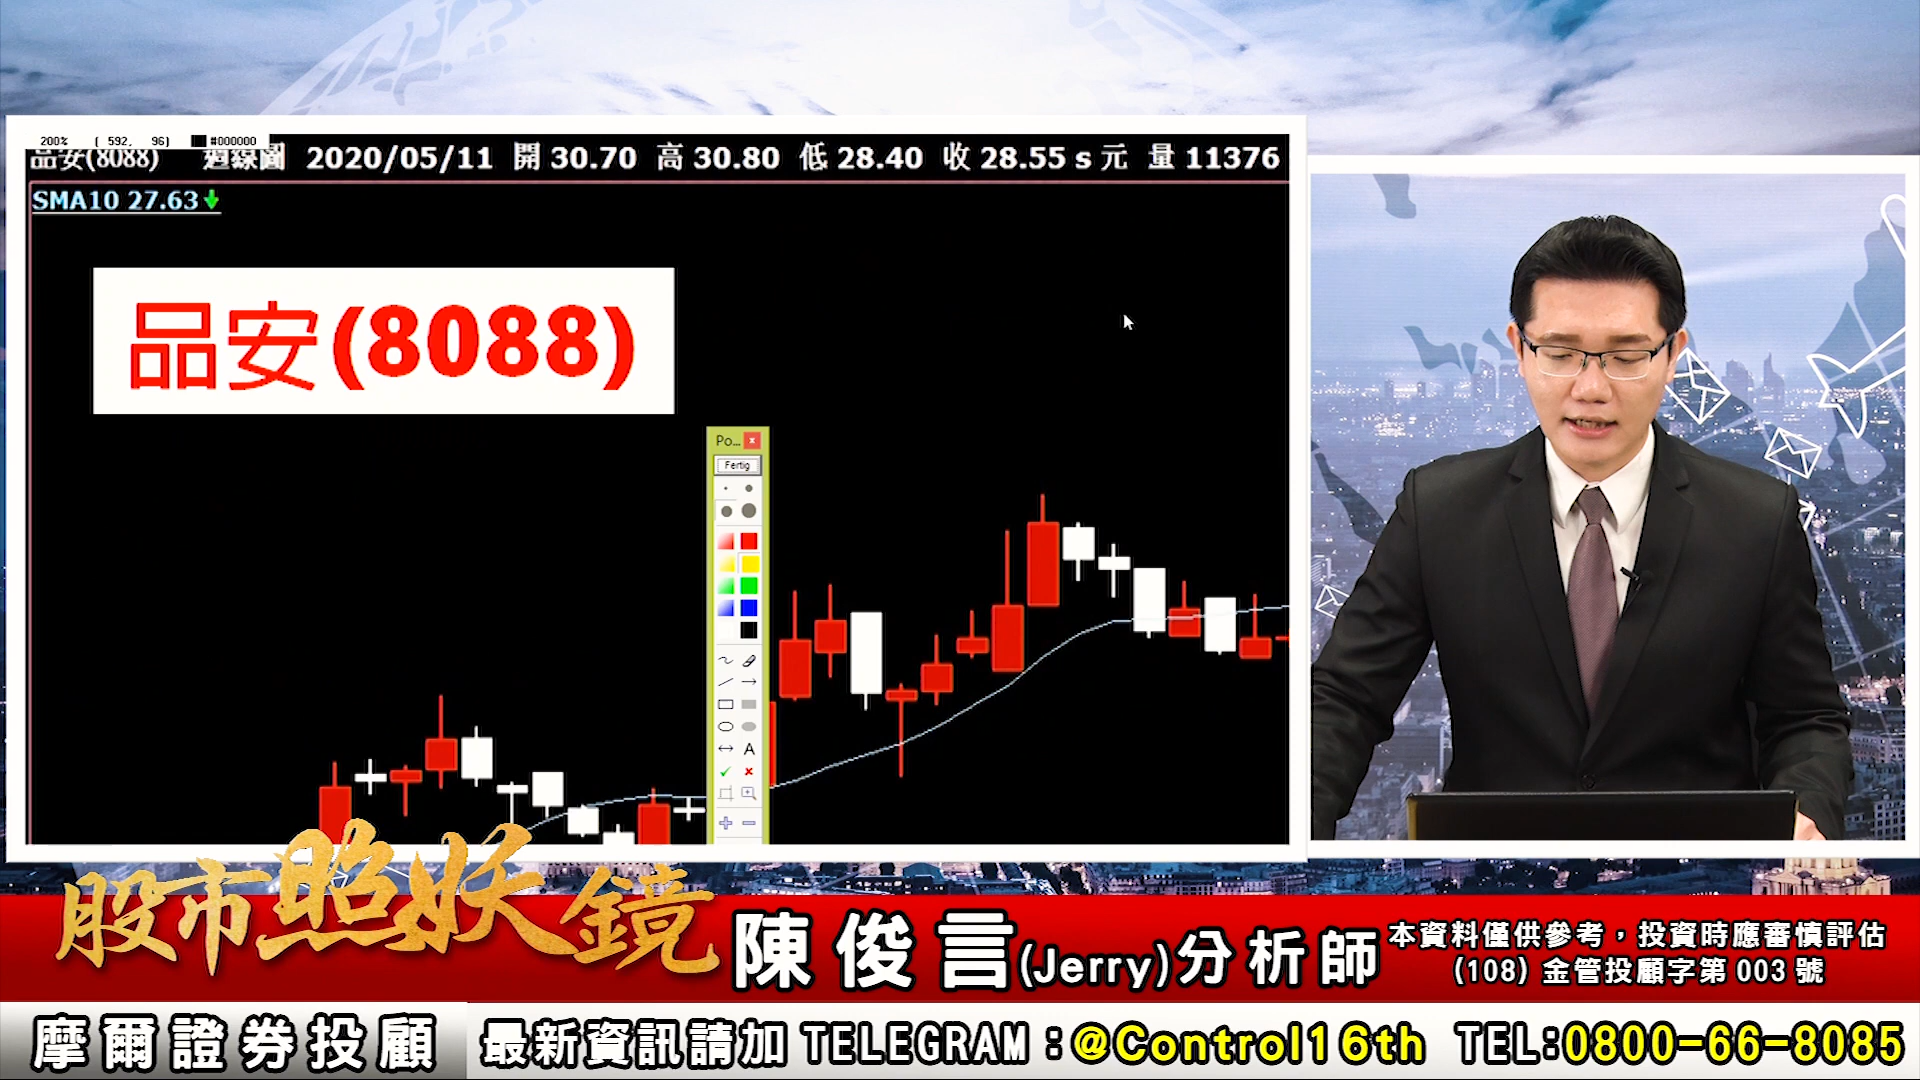 200% ( 592, 96) #000000
品安(8088) 週線圖 2020/05/11 開 30.70 高 30.80 低 28.40 收 28.55 s 元 量 11376
SMA10 27.63
品安(8088)
Po...
Fertig
A
股市照妖鏡
陳俊言(Jerry)分析師
本資料僅供參考，投資時應審慎評估
(108) 金管投顧字第 003 號
摩爾證券投顧
最新資訊請加 TELEGRAM：@Control16th TEL:0800-66-8085